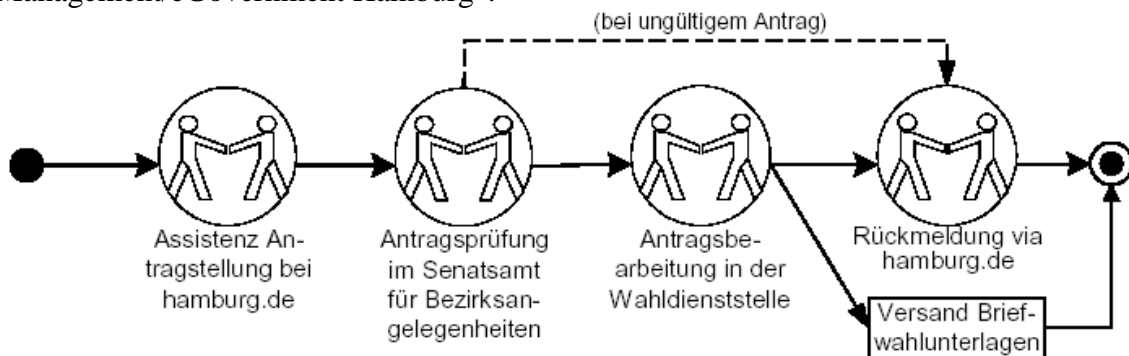 Management/eGovernment Hamburg“.
(bei ungültigem Antrag)
Assistenz An-
tragstellung bei
hamburg.de
Antragsprüfung
im Senatsamt
für Bezirksan-
gelegenheiten
Antragsbe-
arbeitung in der
Wahldienststelle
Rückmeldung via
hamburg.de
Versand Brief-
wahlunterlagen